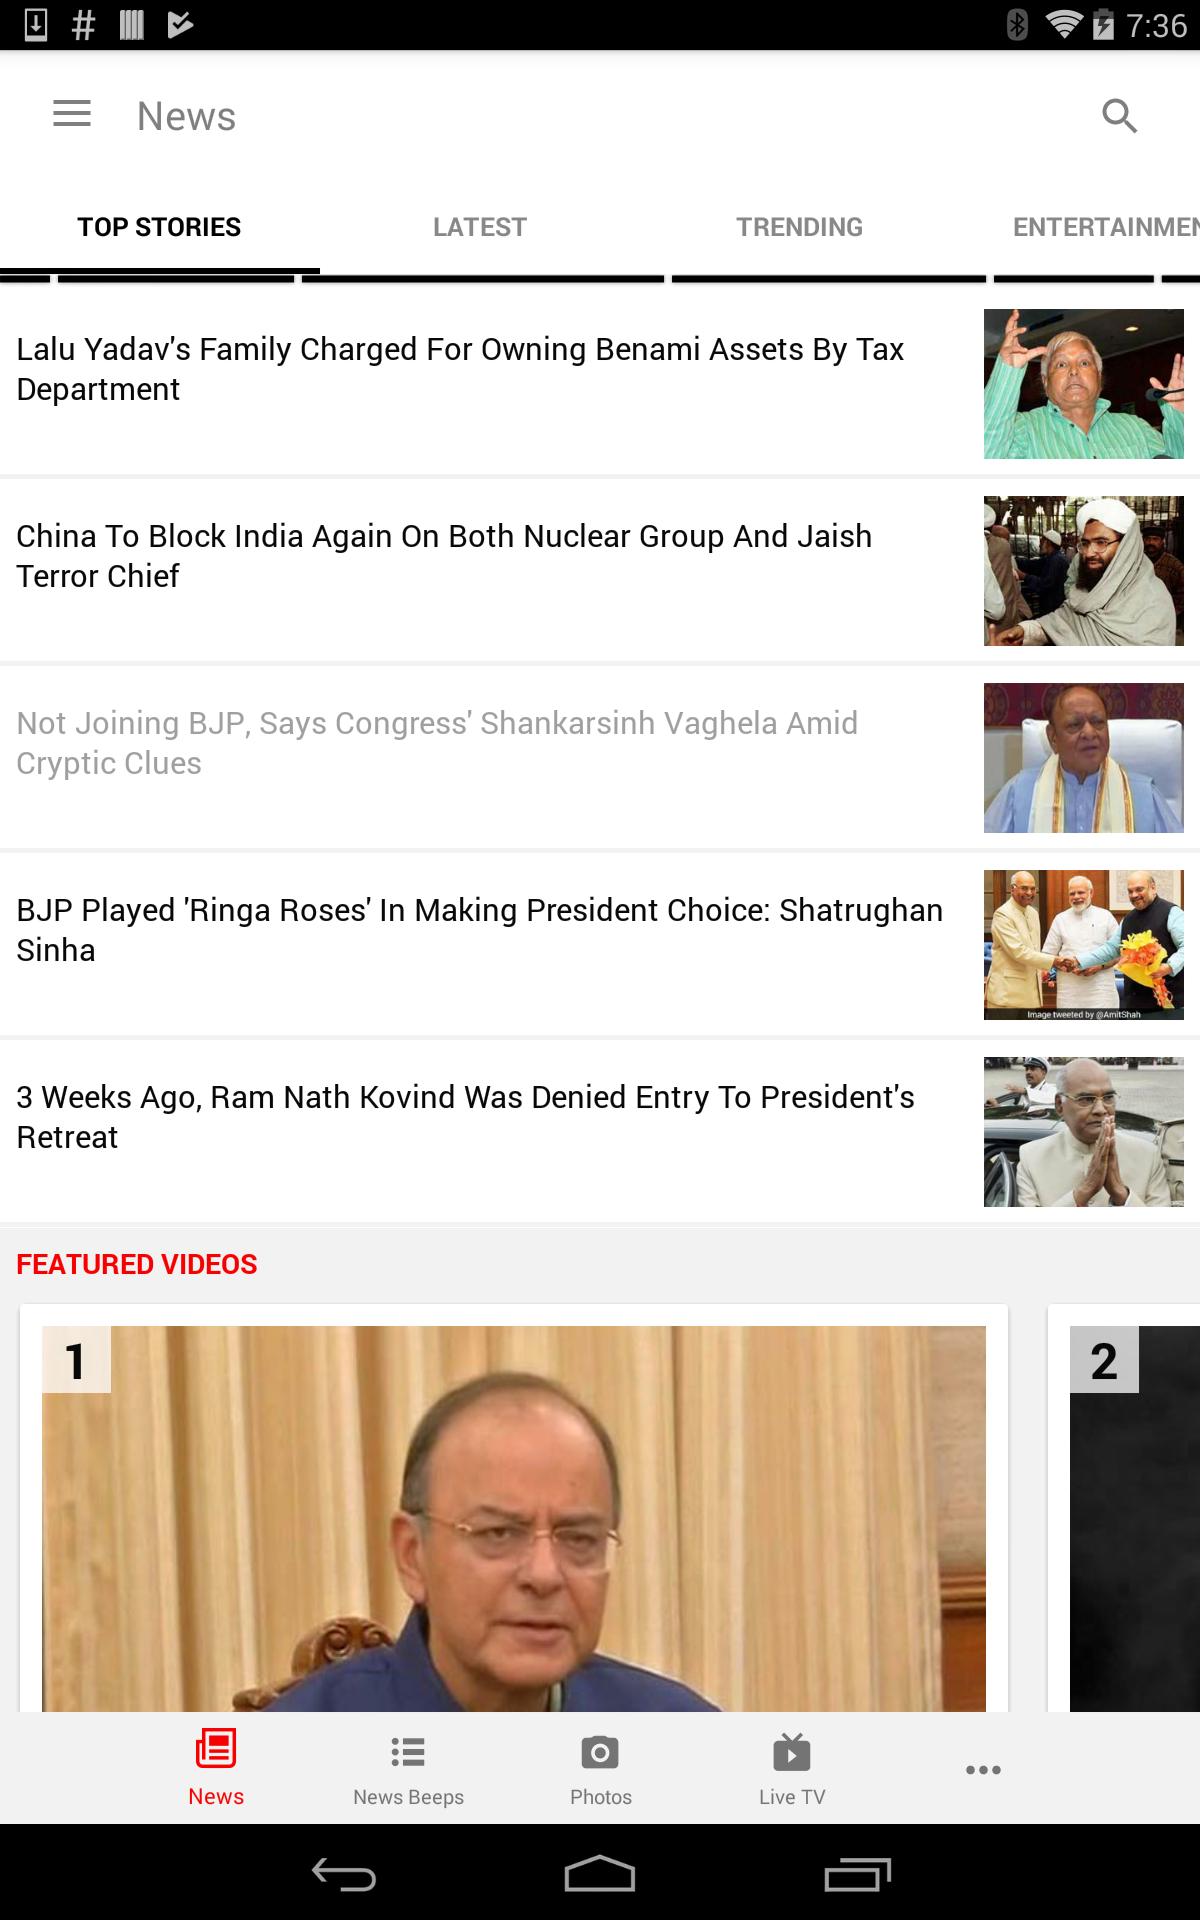 7:36
News
TOP STORIES
LATEST
TRENDING
ENTERTAINMEN
Lalu Yadav's Family Charged For Owning Benami Assets By Tax
Department
China To Block India Again On Both Nuclear Group And Jaish
Terror Chief
Not Joining BJP, Says Congress' Shankarsinh Vaghela Amid
Cryptic Clues
BJP Played 'Ringa Roses' In Making President Choice: Shatrughan
Sinha
Image tweeted by @AmitShah
3 Weeks Ago, Ram Nath Kovind Was Denied Entry To President's
Retreat
FEATURED VIDEOS
1
2
News
News Beeps
Photos
Live TV